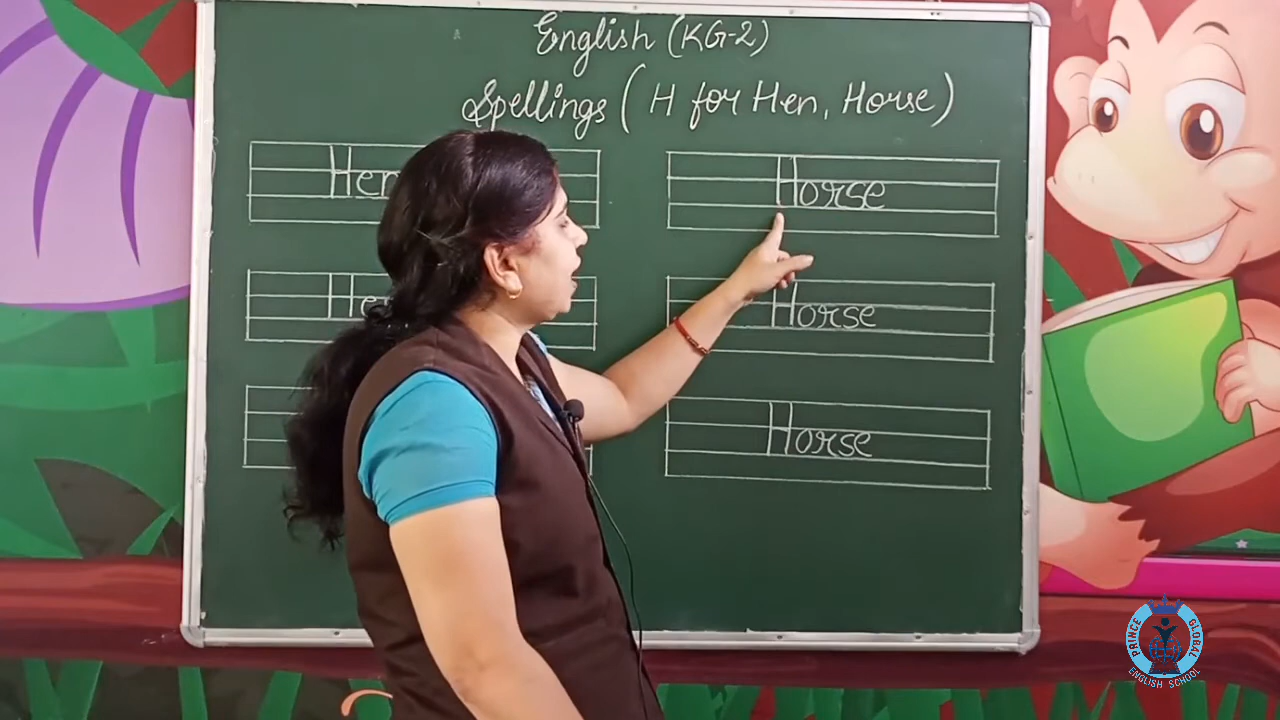 English (KG-2)
Spellings ( H for Hen, Horse )
Horse
Horse
Horse
PRINCE GLOBAL
ENGLISH SCHOOL